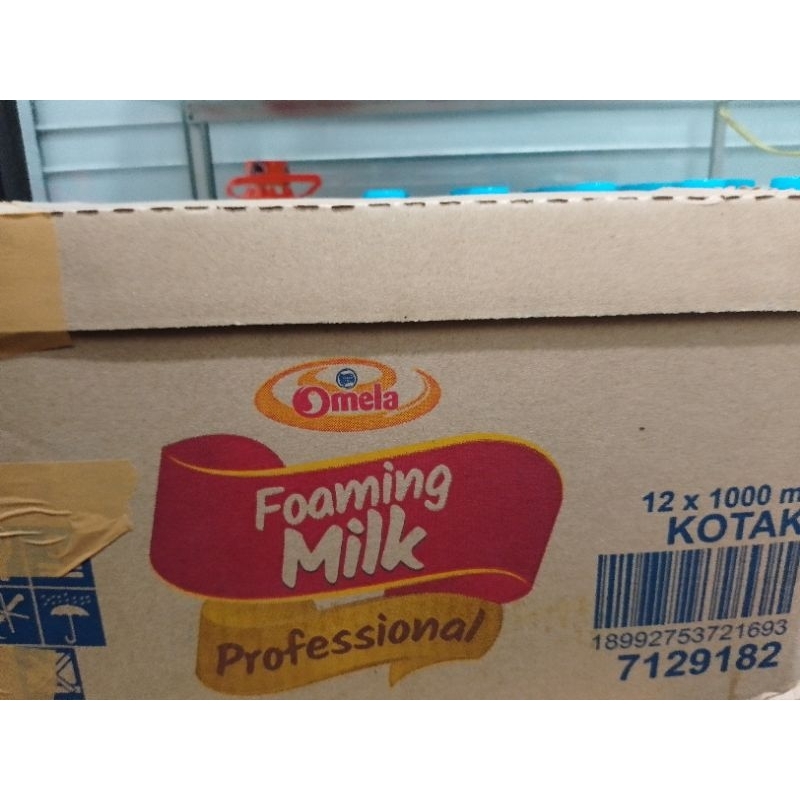 Omela
Foaming
Milk
Professional
12 x 1000 m
KOTAK
18992753721693
7129182